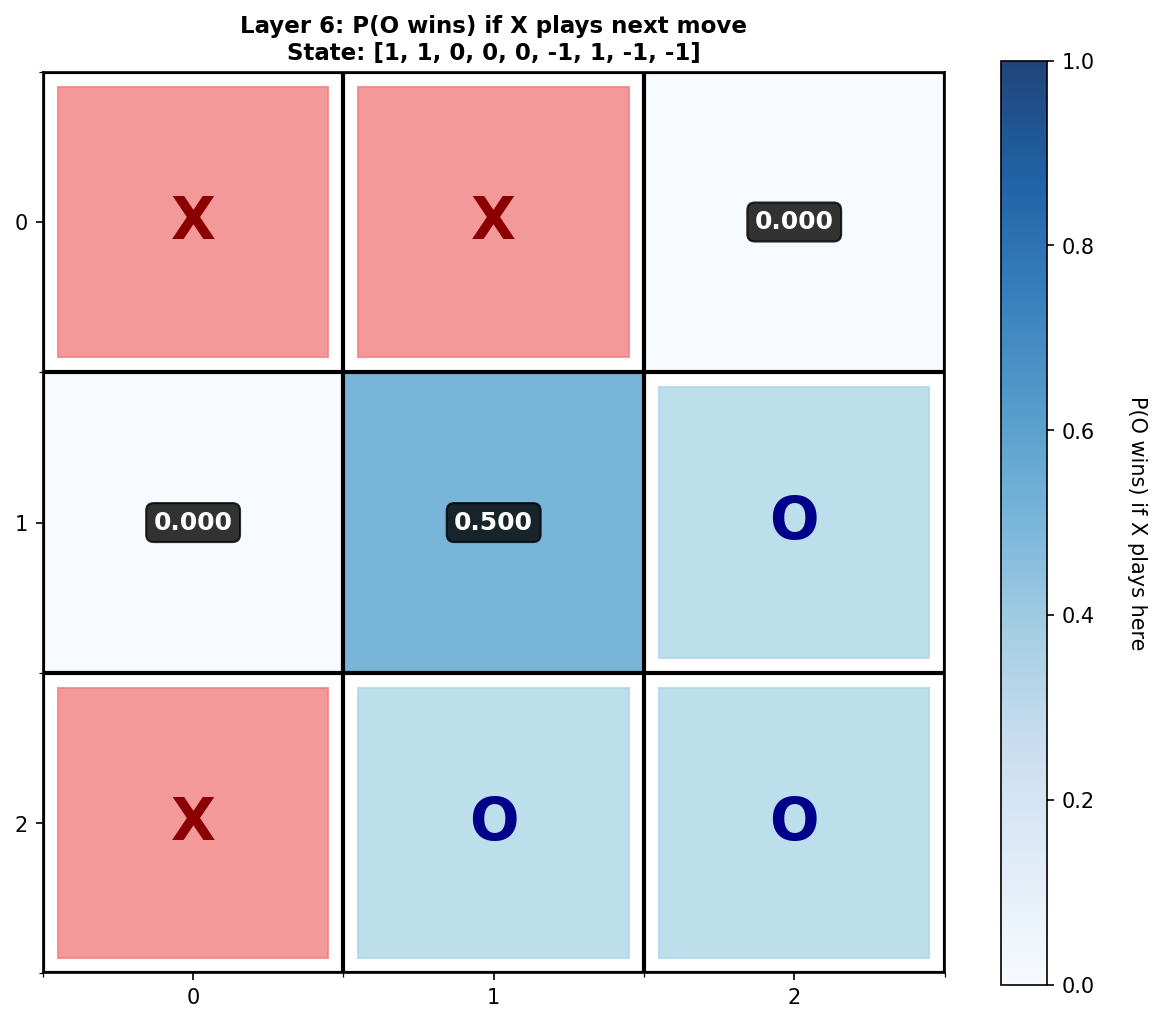 Layer 6: P(O wins) if X plays next move
State: [1, 1, 0, 0, 0, -1, 1, -1, -1]
0
X
X
0.000
1
0.000
0.500
O
2
X
O
O
0
1
2
1.0
0.8
0.6
0.4
0.2
0.0
P(O wins) if X plays here